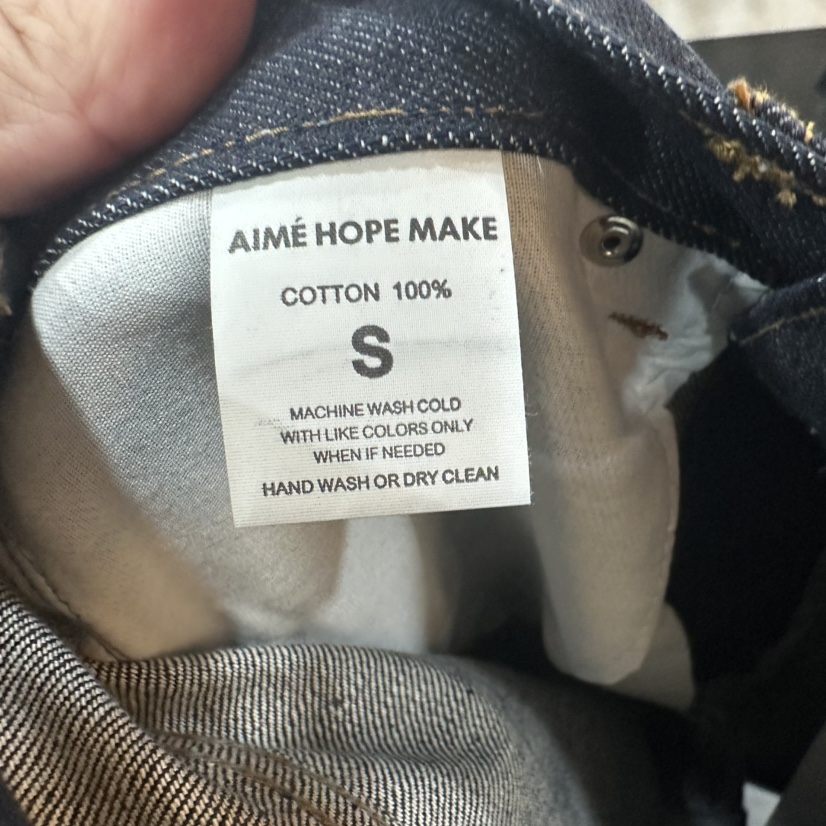 AIMÉ HOPE MAKE
COTTON 100%
S
MACHINE WASH COLD
WITH LIKE COLORS ONLY
WHEN IF NEEDED
HAND WASH OR DRY CLEAN